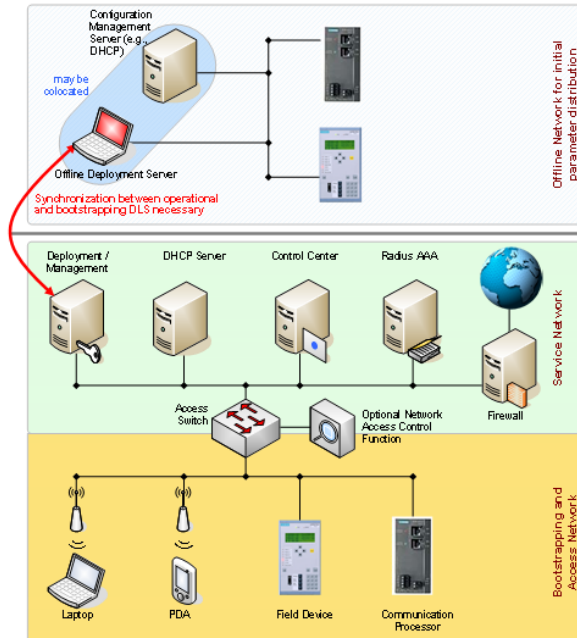 Configuration
Management
Server (e.g.,
DHCP)
may be
colocated
Offline Deployment Server
Synchronization between operational
and bootstrapping DLS necessary
Offline Network for initial
parameter distribution
Deployment /
Management
DHCP Server
Control Center
Radius AAA
Firewall
Service Network
Access
Switch
Optional Network
Access Control
Function
Laptop
PDA
Field Device
Communication
Processor
Bootstrapping and
Access Network